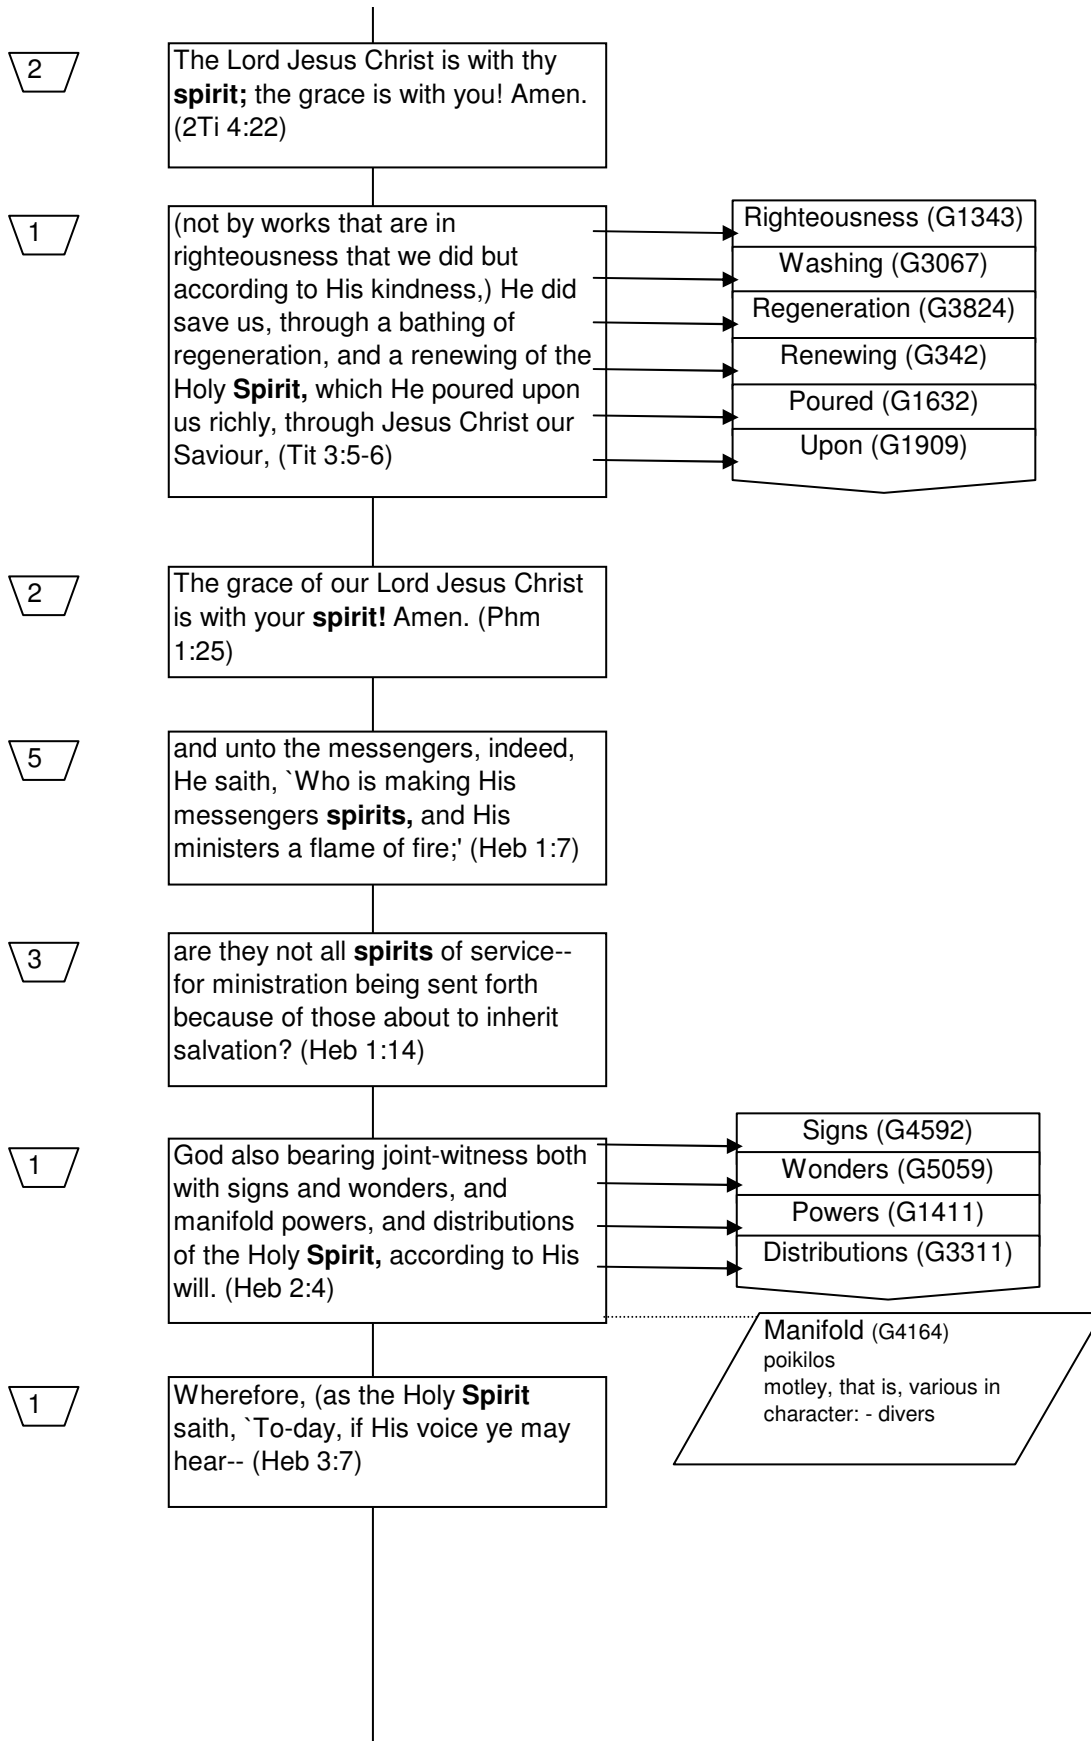 2
The Lord Jesus Christ is with thy
spirit; the grace is with you! Amen.
(2Ti 4:22)
1
(not by works that are in
righteousness that we did but
according to His kindness,) He did
save us, through a bathing of
regeneration, and a renewing of the
Holy Spirit, which He poured upon
us richly, through Jesus Christ our
Saviour, (Tit 3:5-6)
Righteousness (G1343)
Washing (G3067)
Regeneration (G3824)
Renewing (G342)
Poured (G1632)
Upon (G1909)
2
The grace of our Lord Jesus Christ
is with your spirit! Amen. (Phm
1:25)
5
and unto the messengers, indeed,
He saith, `Who is making His
messengers spirits, and His
ministers a flame of fire;' (Heb 1:7)
3
are they not all spirits of service--
for ministration being sent forth
because of those about to inherit
salvation? (Heb 1:14)
1
God also bearing joint-witness both
with signs and wonders, and
manifold powers, and distributions
of the Holy Spirit, according to His
will. (Heb 2:4)
Signs (G4592)
Wonders (G5059)
Powers (G1411)
Distributions (G3311)
Manifold (G4164)
poikilos
motley, that is, various in
character: - divers
1
Wherefore, (as the Holy Spirit
saith, `To-day, if His voice ye may
hear-- (Heb 3:7)